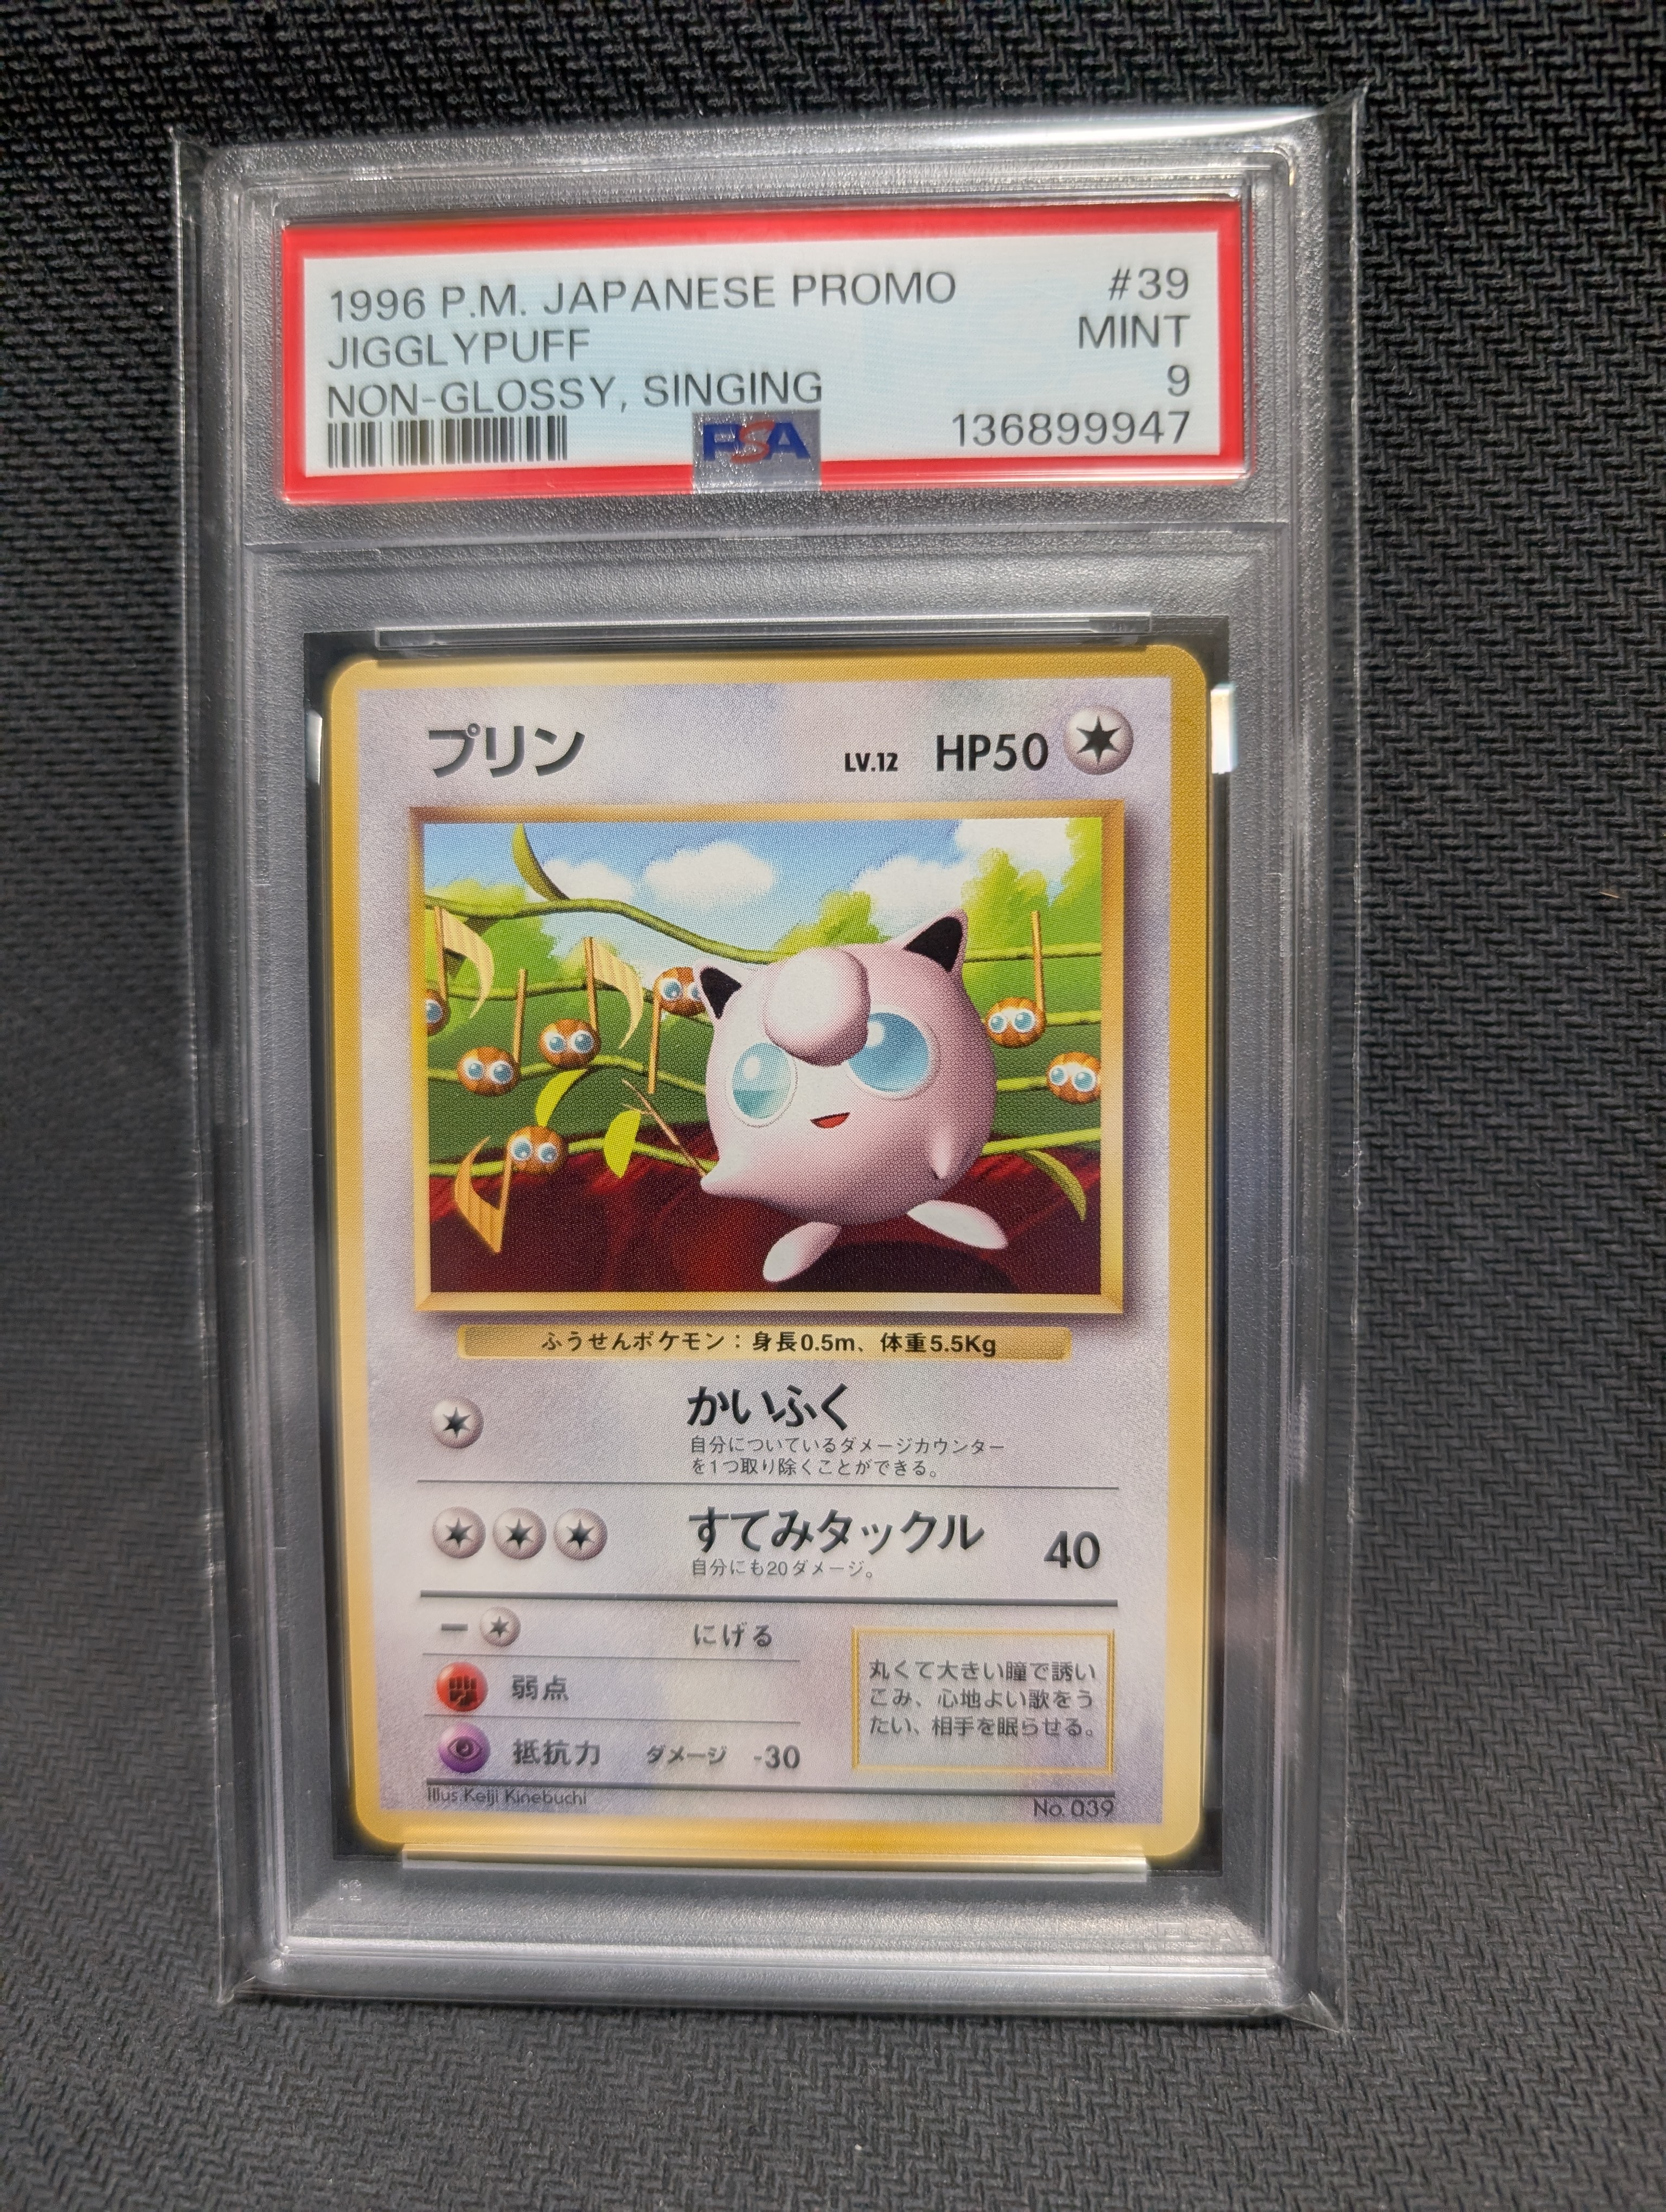 1996 P.M. JAPANESE PROMO #39
JIGGLYPUFF MINT
NON-GLOSSY, SINGING 9
PSA 136899947
プリン LV.12 HP50
ふうせんポケモン：身長0.5m、体重5.5Kg
かいふく
自分についているダメージカウンター
を1つ取り除くことができる。
すてみタックル 40
自分にも20ダメージ。
にげる
弱点
抵抗力 ダメージ -30
丸くて大きい瞳で誘い
こみ、心地よい歌をう
たい、相手を眠らせる。
Illus. Keiji Kinebuchi No. 039